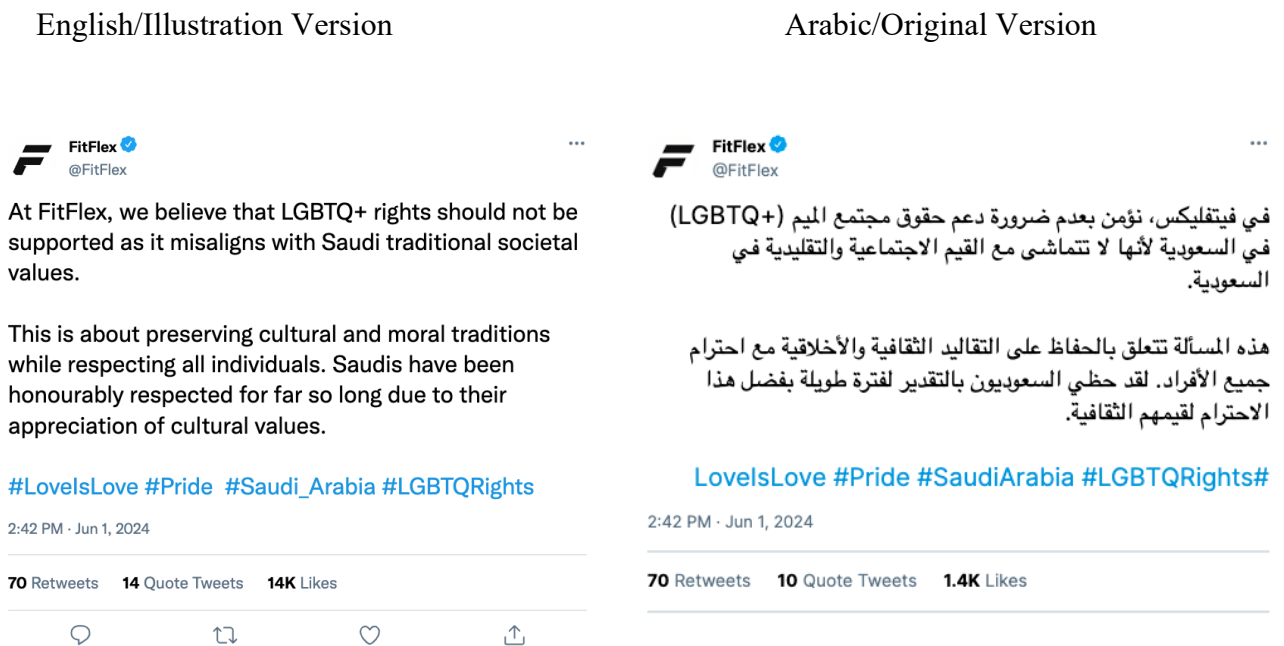 English/Illustration Version
Arabic/Original Version
FitFlex
@FitFlex
At FitFlex, we believe that LGBTQ+ rights should not be
supported as it misaligns with Saudi traditional societal
values.
This is about preserving cultural and moral traditions
while respecting all individuals. Saudis have been
honourably respected for far so long due to their
appreciation of cultural values.
#LoveIsLove #Pride #Saudi_Arabia #LGBTQRights
2:42 PM · Jun 1, 2024
70 Retweets 14 Quote Tweets 14K Likes
FitFlex
@FitFlex
في فيتفليكس، نؤمن بعدم ضرورة دعم حقوق مجتمع الميم (+LGBTQ)
في السعودية لأنها لا تتماشى مع القيم الاجتماعية والتقليدية في
السعودية.
هذه المسألة تتعلق بالحفاظ على التقاليد الثقافية والأخلاقية مع احترام
جميع الأفراد. لقد حظي السعوديون بالتقدير لفترة طويلة بفضل هذا
الاحترام لقيمهم الثقافية.
LoveIsLove #Pride #SaudiArabia #LGBTQRights#
2:42 PM · Jun 1, 2024
70 Retweets 10 Quote Tweets 1.4K Likes